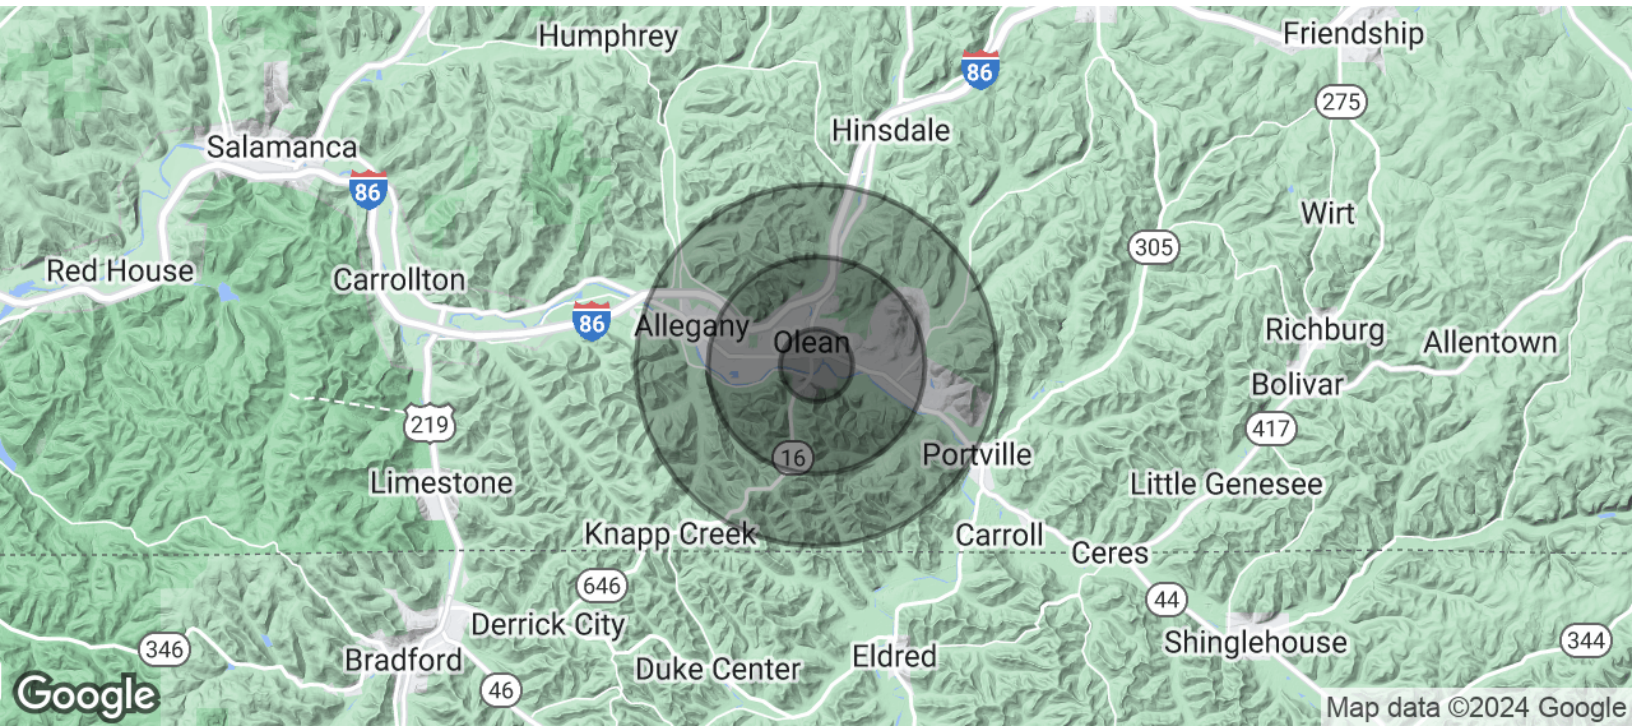 Humphrey
Friendship
86
275
Hinsdale
Salamanca
86
Wirt
305
Red House
Carrollton
86
Allegany
Olean
Richburg
Allentown
Bolivar
219
417
16
Portville
Limestone
Little Genesee
Knapp Creek
Carroll
Ceres
646
44
Derrick City
Shinglehouse
344
346
Bradford
Duke Center
Eldred
46
Google
Map data ©2024 Google